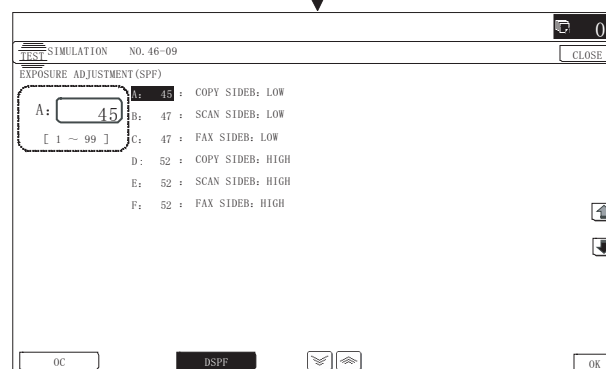 0
TEST SIMULATION NO.46-09
CLOSE
EXPOSURE ADJUSTMENT(SPF)
A: 45
[ 1 ~ 99 ]
A: 45 : COPY SIDEB: LOW
B: 47 : SCAN SIDEB: LOW
C: 47 : FAX SIDEB: LOW
D: 52 : COPY SIDEB: HIGH
E: 52 : SCAN SIDEB: HIGH
F: 52 : FAX SIDEB: HIGH
OC DSPF OK